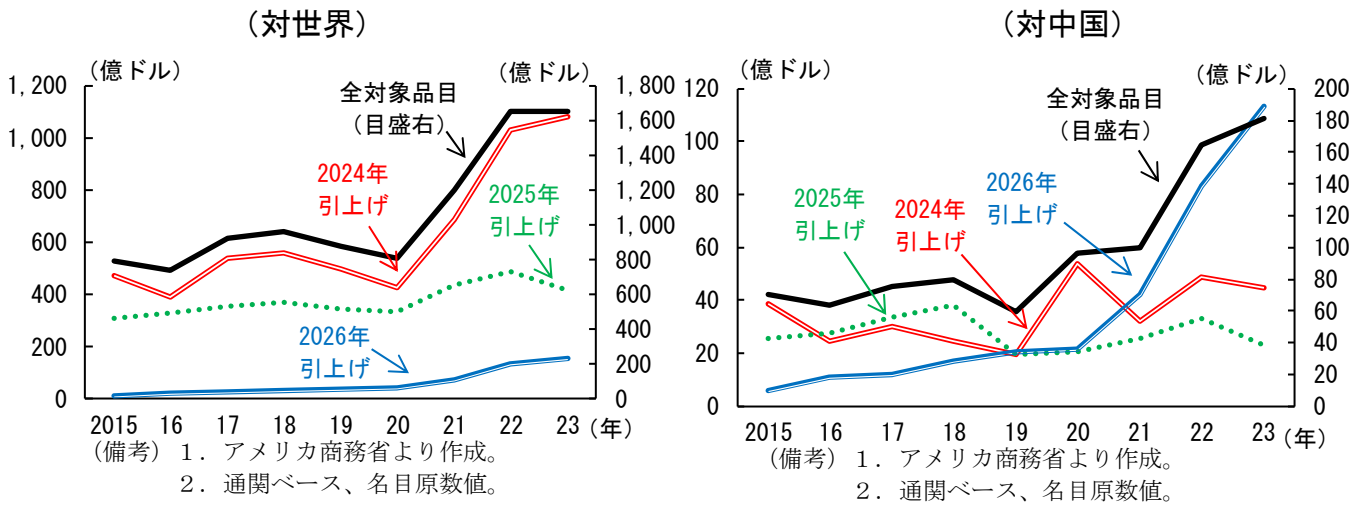 (対世界)
(億ドル)
(億ドル)
1,200
1,000
800
600
400
200
0
1,800
1,600
1,400
1,200
1,000
800
600
400
200
0
全対象品目
(目盛右)
2024年
引上げ
2025年
引上げ
2026年
引上げ
2015 16 17 18 19 20 21 22 23 (年)
(備考) 1. アメリカ商務省より作成。
2. 通関ベース、名目原数値。
(対中国)
(億ドル)
(億ドル)
120
100
80
60
40
20
0
200
180
160
140
120
100
80
60
40
20
0
全対象品目
(目盛右)
2025年
引上げ
2024年
引上げ
2026年
引上げ
2015 16 17 18 19 20 21 22 23 (年)
(備考) 1. アメリカ商務省より作成。
2. 通関ベース、名目原数値。